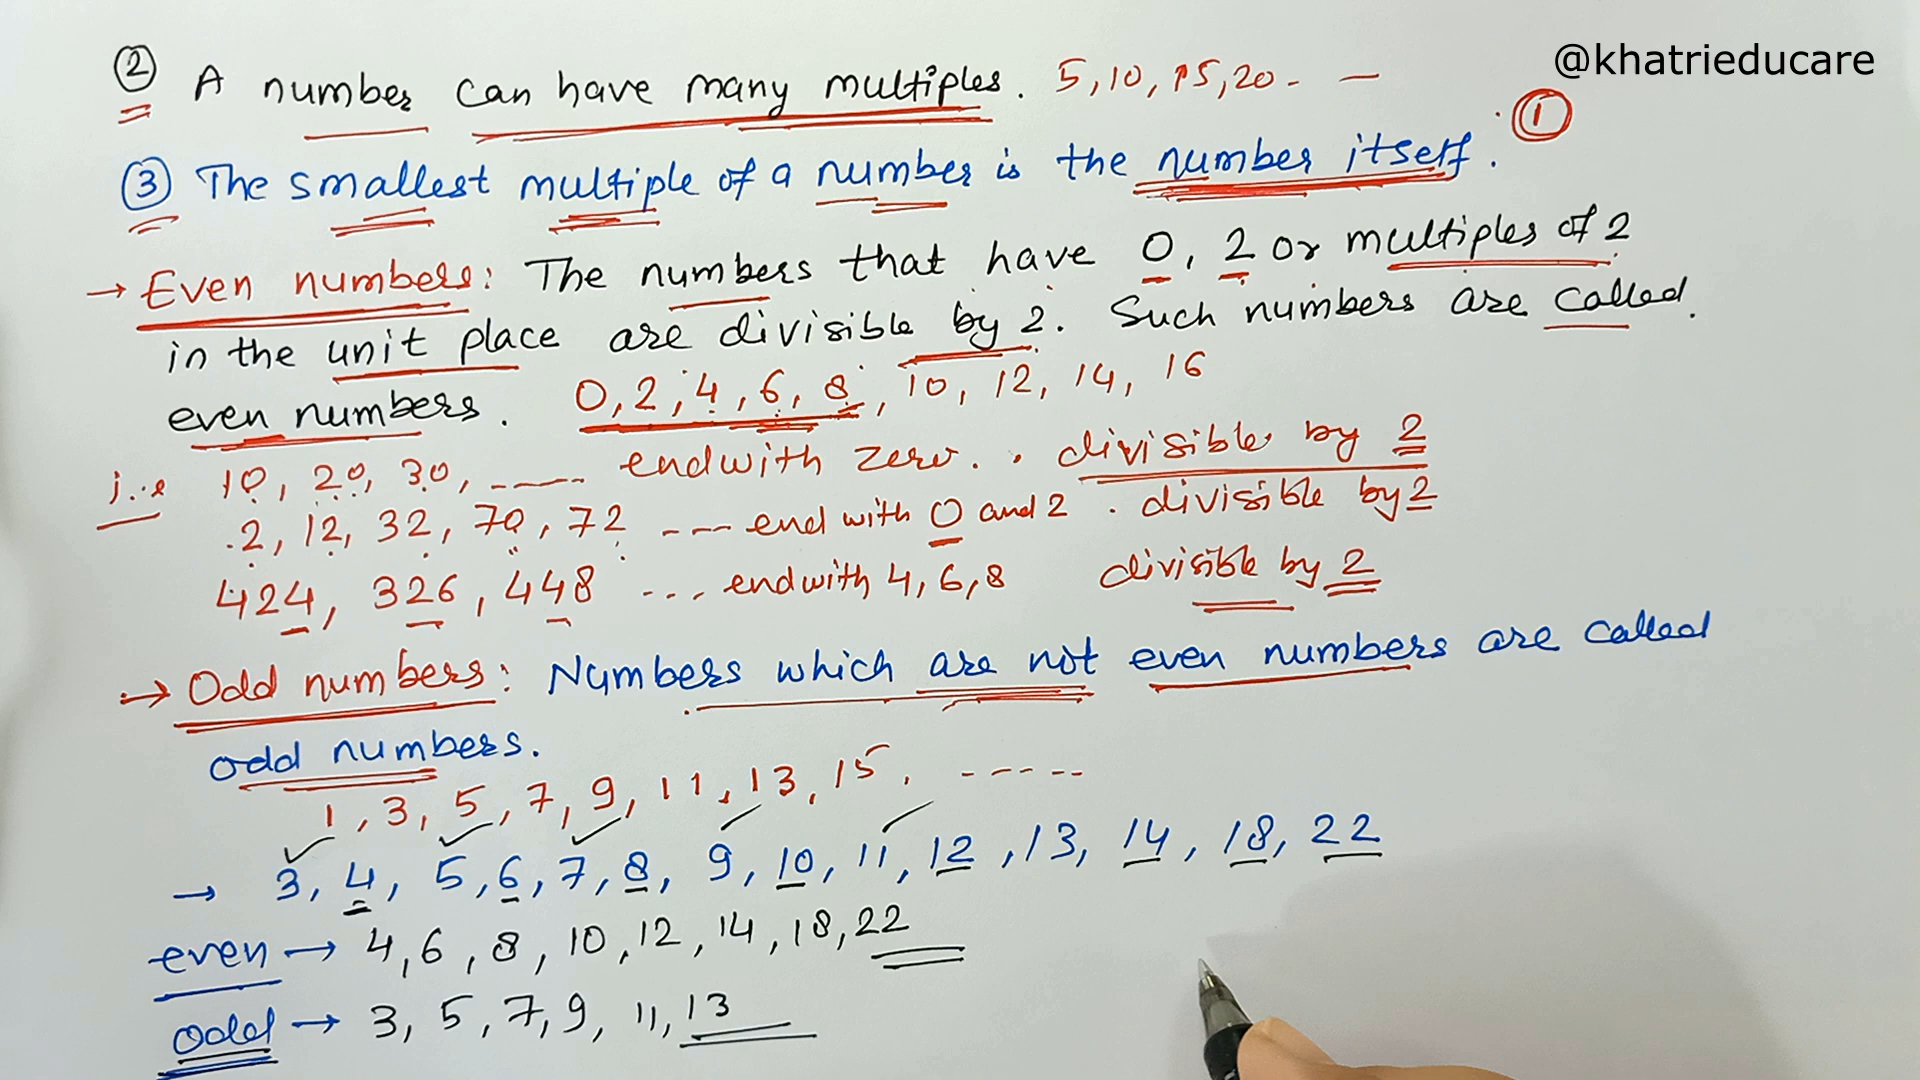 @khatrieducare
② A number can have many multiples. 5, 10, 15, 20 - —
③ The smallest multiple of a number is the number itself. ①
→ Even numbers: The numbers that have 0, 2 or multiples of 2
in the unit place are divisible by 2. Such numbers are called
even numbers. 0, 2, 4, 6, 8, 10, 12, 14, 16
i.e 10, 20, 30, ----- end with zero. . divisible by 2
2, 12, 32, 70, 72 ---- end with 0 and 2 . divisible by 2
424, 326, 448 ... end with 4, 6, 8 divisible by 2
→ Odd numbers: Numbers which are not even numbers are called
odd numbers.
1, 3, 5, 7, 9, 11, 13, 15, -----
→ 3, 4, 5, 6, 7, 8, 9, 10, 11, 12, 13, 14, 18, 22
even → 4, 6, 8, 10, 12, 14, 18, 22
odd → 3, 5, 7, 9, 11, 13